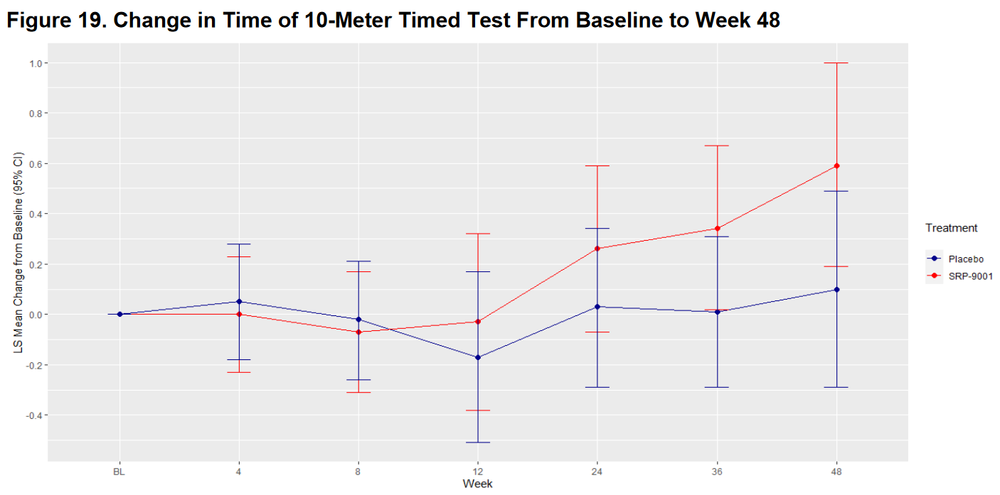 Figure 19. Change in Time of 10-Meter Timed Test From Baseline to Week 48
LS Mean Change from Baseline (95% CI)
1.0
0.8
0.6
0.4
0.2
0.0
-0.2
-0.4
BL 4 8 12 24 36 48
Week
Treatment
Placebo
SRP-9001